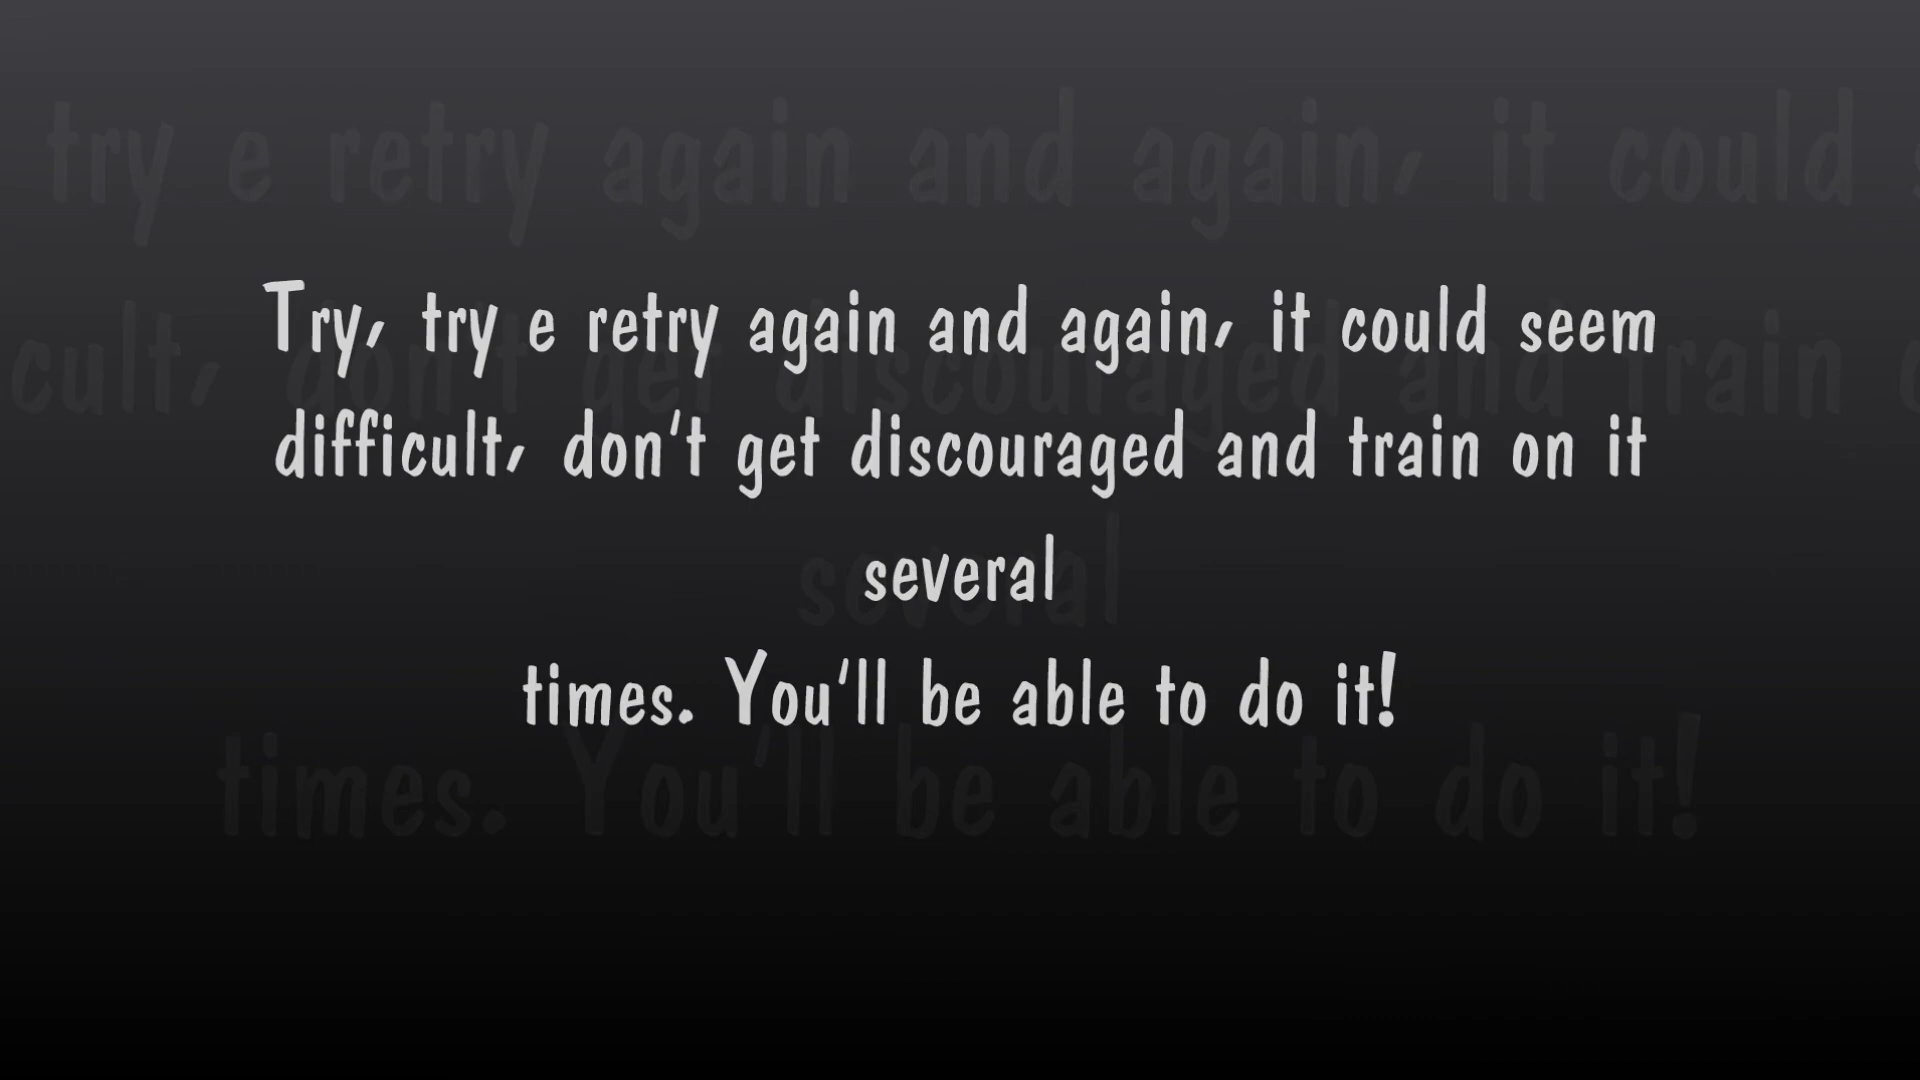 Try, try e retry again and again, it could seem
difficult, don't get discouraged and train on it
several
times. You'll be able to do it!